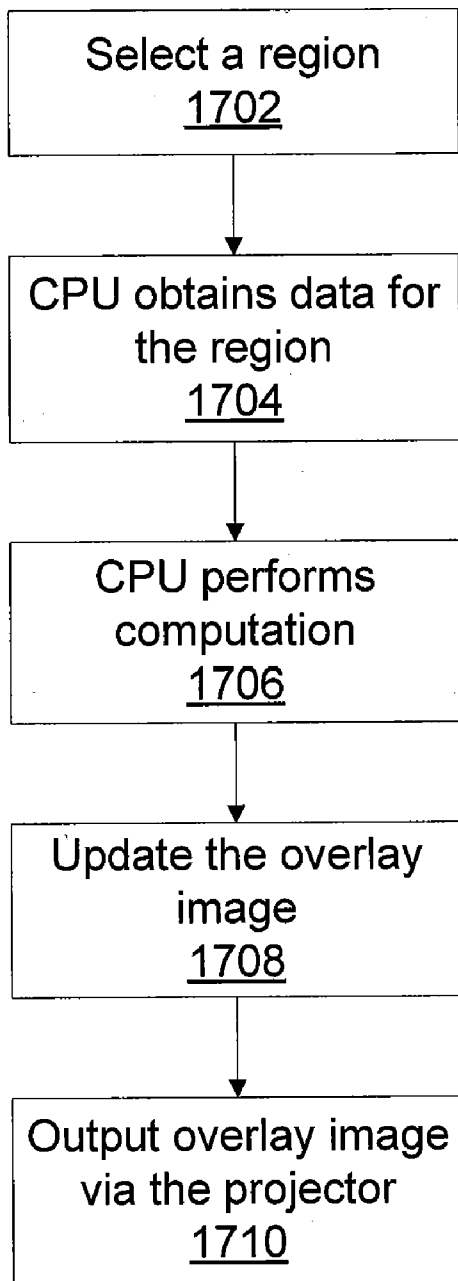 Select a region
1702
CPU obtains data for
the region
1704
CPU performs
computation
1706
Update the overlay
image
1708
Output overlay image
via the projector
1710